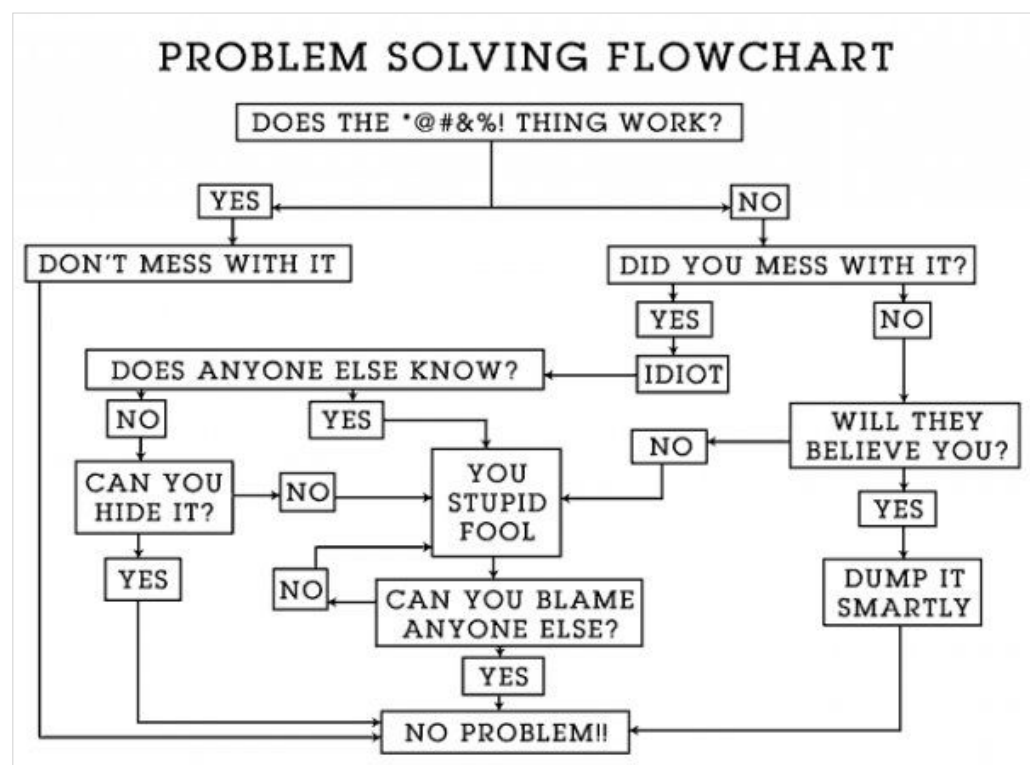 PROBLEM SOLVING FLOWCHART
DOES THE *@#&%! THING WORK?
YES
NO
DON'T MESS WITH IT
DID YOU MESS WITH IT?
YES
NO
DOES ANYONE ELSE KNOW?
IDIOT
NO
YES
WILL THEY
BELIEVE YOU?
NO
CAN YOU
HIDE IT?
NO
YOU
STUPID
FOOL
YES
YES
NO
CAN YOU BLAME
ANYONE ELSE?
DUMP IT
SMARTLY
YES
NO PROBLEM!!